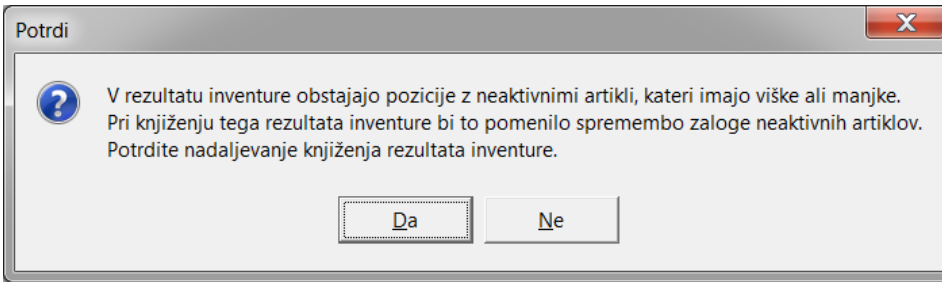 Potrdi
V rezultatu inventure obstajajo pozicije z neaktivnimi artikli, kateri imajo viške ali manjke.
Pri knjiženju tega rezultata inventure bi to pomenilo spremembo zaloge neaktivnih artiklov.
Potrdite nadaljevanje knjiženja rezultata inventure.
Da
Ne